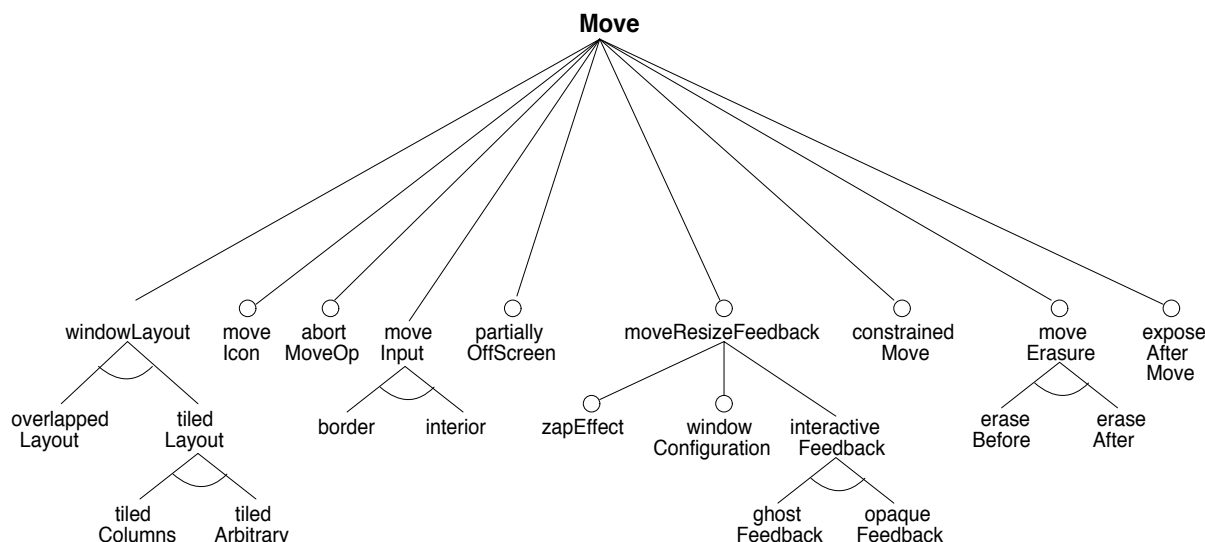 Move
windowLayout
move
Icon
abort
MoveOp
move
Input
partially
OffScreen
moveResizeFeedback
constrained
Move
move
Erasure
expose
After
Move
overlapped
Layout
tiled
Layout
border
interior
zapEffect
window
Configuration
interactive
Feedback
erase
Before
erase
After
tiled
Columns
tiled
Arbitrary
ghost
Feedback
opaque
Feedback